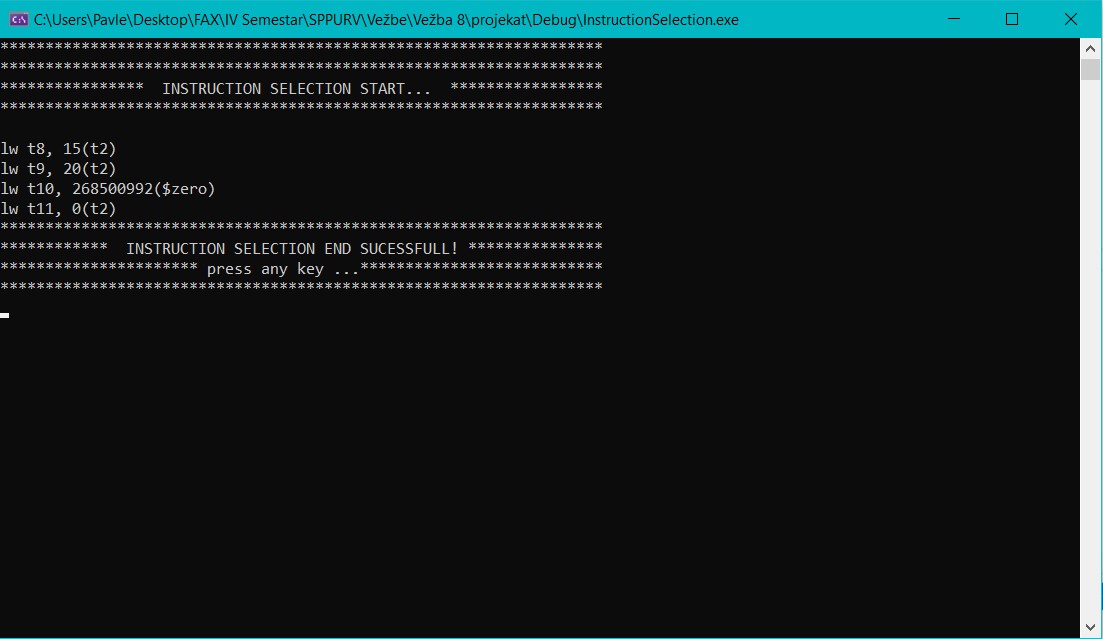 C:\Users\Pavle\Desktop\FAX\IV Semestar\SPPURV\Vežbe\Vežba 8\projekat\Debug\InstructionSelection.exe
*******************************************************************
*******************************************************************
****************  INSTRUCTION SELECTION START...  *****************
*******************************************************************
lw t8, 15(t2)
lw t9, 20(t2)
lw t10, 268500992($zero)
lw t11, 0(t2)
*******************************************************************
************  INSTRUCTION SELECTION END SUCESSFULL! ***************
********************** press any key ...***************************
*******************************************************************